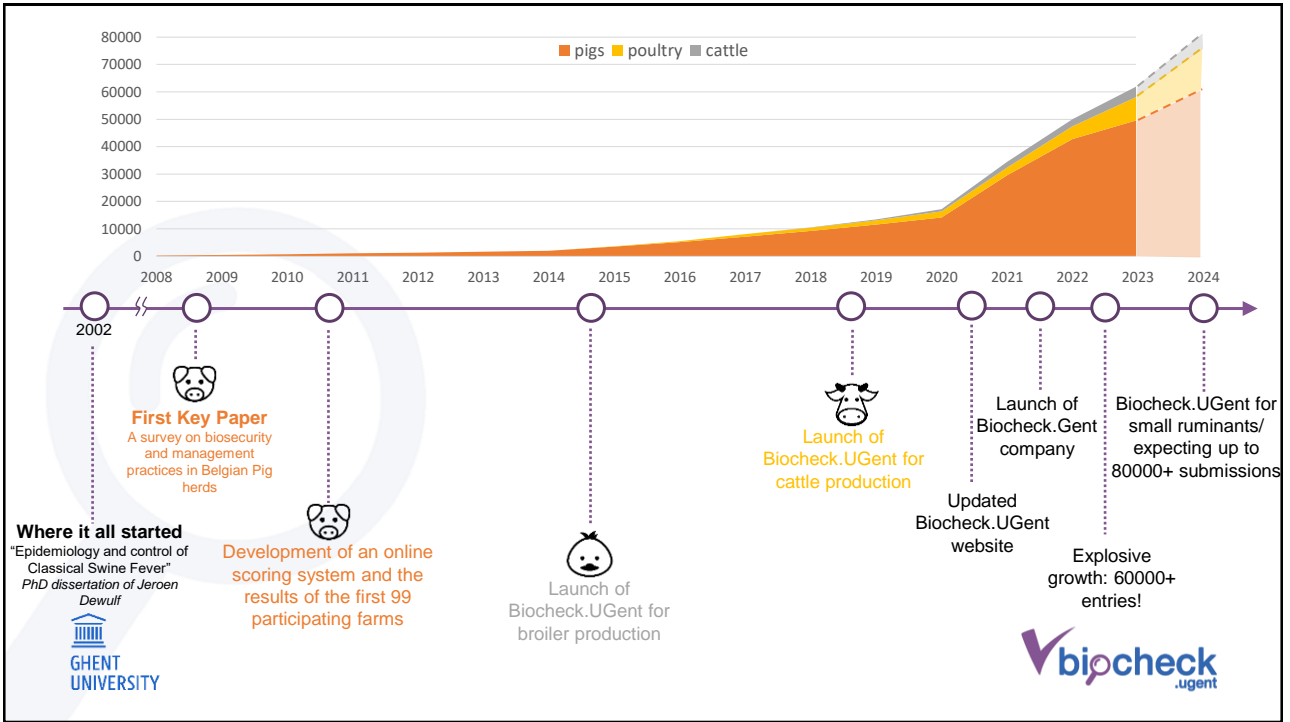 80000
70000
60000
50000
40000
30000
20000
10000
0
pigs poultry cattle
2008 2009 2010 2011 2012 2013 2014 2015 2016 2017 2018 2019 2020 2021 2022 2023 2024
2002
First Key Paper
A survey on biosecurity
and management
practices in Belgian Pig
herds
Where it all started
“Epidemiology and control of
Classical Swine Fever”
PhD dissertation of Jeroen
Dewulf
GHENT
UNIVERSITY
Development of an online
scoring system and the
results of the first 99
participating farms
Launch of
Biocheck.UGent for
broiler production
Launch of
Biocheck.UGent for
cattle production
Updated
Biocheck.UGent
website
Launch of
Biocheck.Gent
company
Explosive
growth: 60000+
entries!
Biocheck.UGent for
small ruminants/
expecting up to
80000+ submissions
biocheck
.ugent